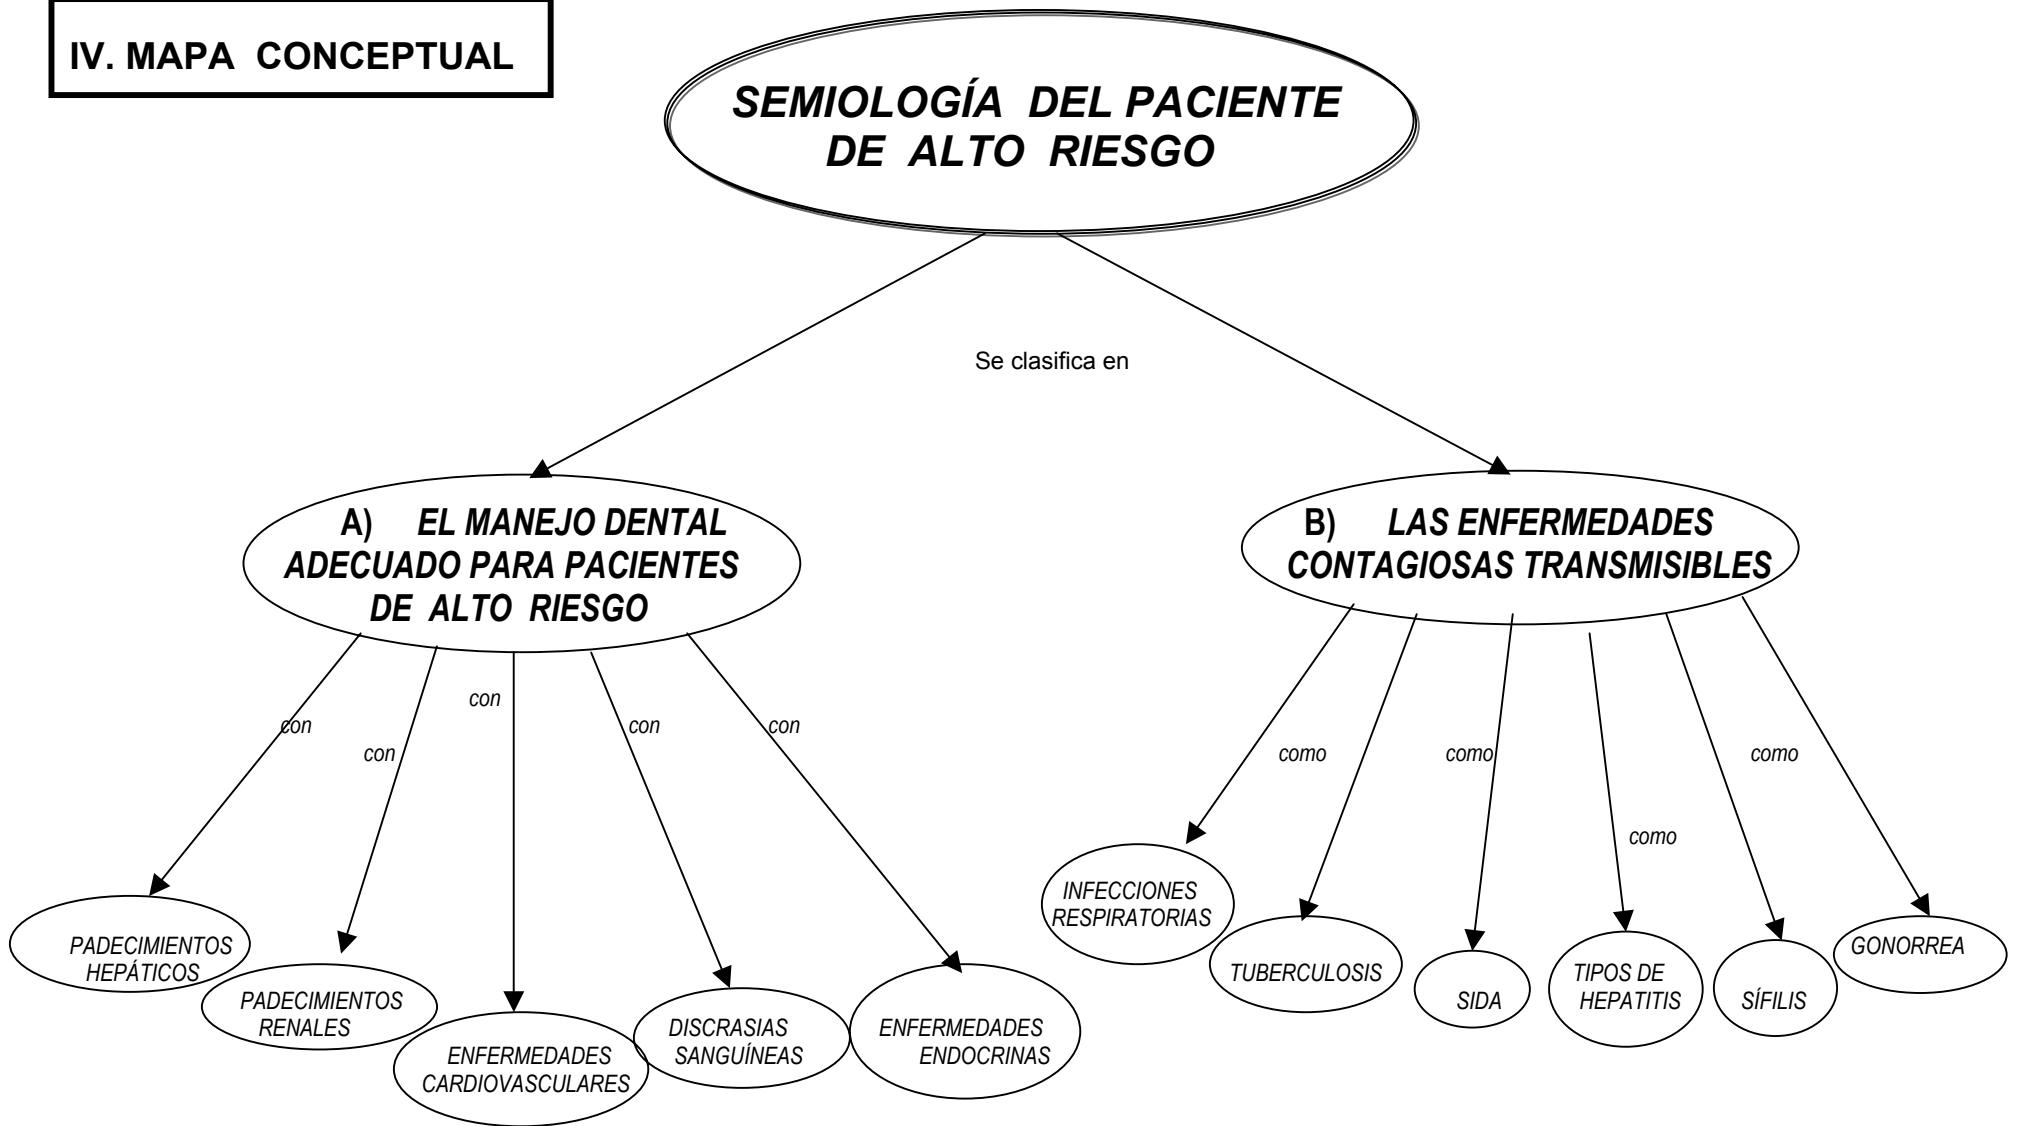 IV. MAPA CONCEPTUAL
SEMIOLOGÍA DEL PACIENTE
DE ALTO RIESGO
Se clasifica en
A) EL MANEJO DENTAL
ADECUADO PARA PACIENTES
DE ALTO RIESGO
B) LAS ENFERMEDADES
CONTAGIOSAS TRANSMISIBLES
con
con
con
con
con
como
como
como
como
PADECIMIENTOS
HEPÁTICOS
PADECIMIENTOS
RENALES
ENFERMEDADES
CARDIOVASCULARES
DISCRASIAS
SANGUÍNEAS
ENFERMEDADES
ENDOCRINAS
INFECCIONES
RESPIRATORIAS
TUBERCULOSIS
SIDA
TIPOS DE
HEPATITIS
SÍFILIS
GONORREA